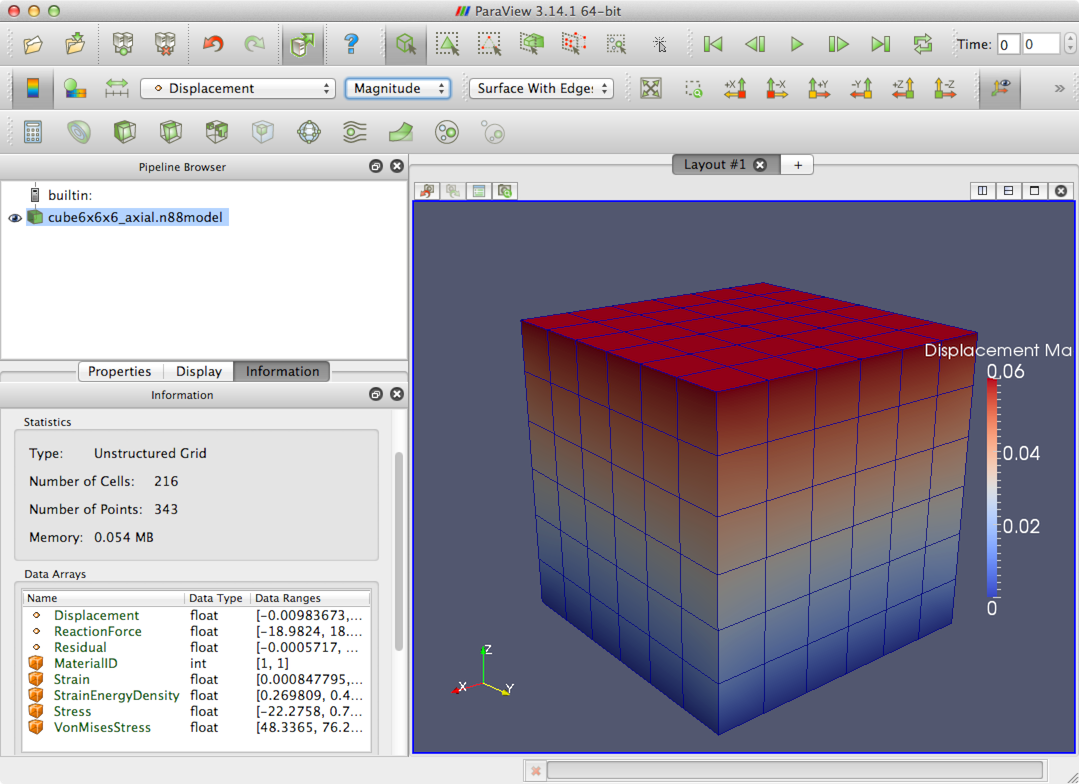 ParaView 3.14.1 64-bit
Time: 0 0
Displacement Magnitude Surface With Edges
+X -X +Y -Y +Z -Z
Pipeline Browser
Layout #1 +
builtin:
cube6x6x6_axial.n88model
Properties Display Information
Information
Statistics
Type: Unstructured Grid
Number of Cells: 216
Number of Points: 343
Memory: 0.054 MB
Data Arrays
Name Data Type Data Ranges
Displacement float [-0.00983673,...
ReactionForce float [-18.9824, 18....
Residual float [-0.0005717, ...
MaterialID int [1, 1]
Strain float [0.000847795,...
StrainEnergyDensity float [0.269809, 0.4...
Stress float [-22.2758, 0.7...
VonMisesStress float [48.3365, 76.2...
Displacement Ma
0.06
0.04
0.02
0
Z
X
Y